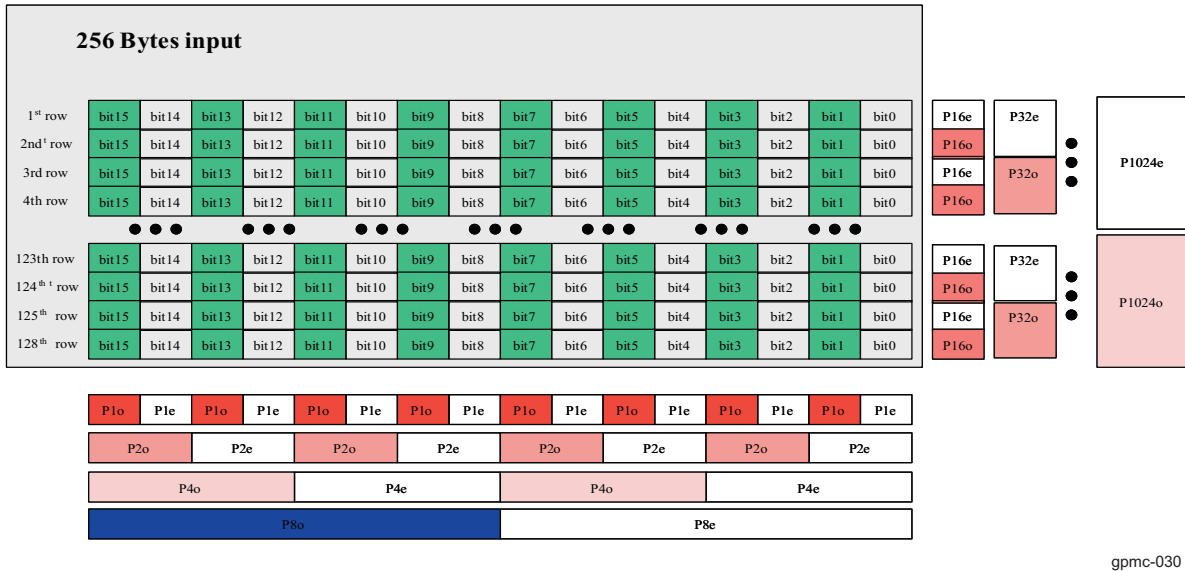 256 Bytes input
1st row bit15 bit14 bit13 bit12 bit11 bit10 bit9 bit8 bit7 bit6 bit5 bit4 bit3 bit2 bit1 bit0 P16e P32e
2ndt row bit15 bit14 bit13 bit12 bit11 bit10 bit9 bit8 bit7 bit6 bit5 bit4 bit3 bit2 bit1 bit0 P16o
P1024e
3rd row bit15 bit14 bit13 bit12 bit11 bit10 bit9 bit8 bit7 bit6 bit5 bit4 bit3 bit2 bit1 bit0 P16e P32o
4th row bit15 bit14 bit13 bit12 bit11 bit10 bit9 bit8 bit7 bit6 bit5 bit4 bit3 bit2 bit1 bit0 P16o
123th row bit15 bit14 bit13 bit12 bit11 bit10 bit9 bit8 bit7 bit6 bit5 bit4 bit3 bit2 bit1 bit0 P16e P32e
124th t row bit15 bit14 bit13 bit12 bit11 bit10 bit9 bit8 bit7 bit6 bit5 bit4 bit3 bit2 bit1 bit0 P16o
P1024o
125th row bit15 bit14 bit13 bit12 bit11 bit10 bit9 bit8 bit7 bit6 bit5 bit4 bit3 bit2 bit1 bit0 P16e P32o
128th row bit15 bit14 bit13 bit12 bit11 bit10 bit9 bit8 bit7 bit6 bit5 bit4 bit3 bit2 bit1 bit0 P16o
P1o P1e P1o P1e P1o P1e P1o P1e P1o P1e P1o P1e P1o P1e P1o P1e
P2o P2e P2o P2e P2o P2e P2o P2e
P4o P4e P4o P4e
P8o P8e
gpmc-030